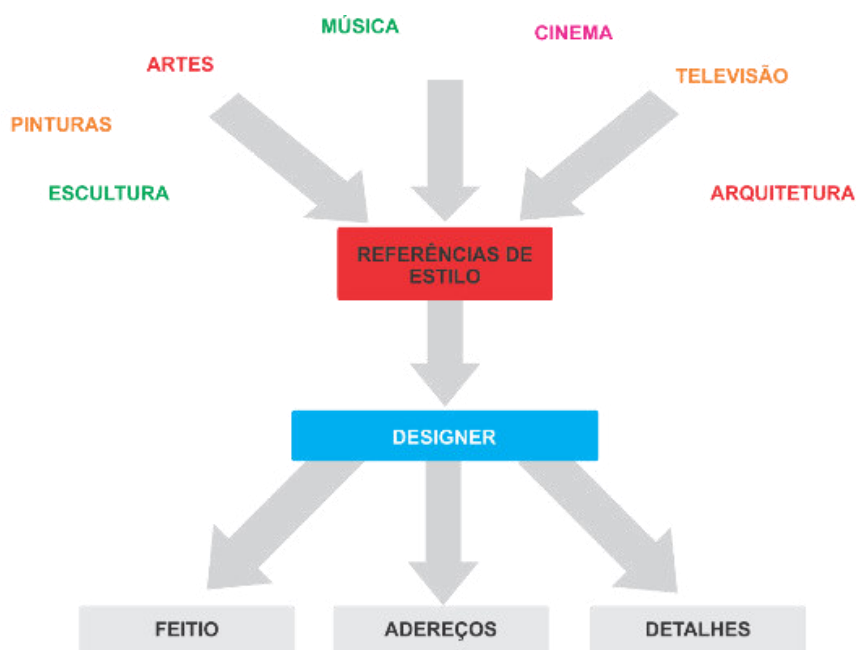 MÚSICA
CINEMA
ARTES
TELEVISÃO
PINTURAS
ESCULTURA
ARQUITETURA
REFERÊNCIAS DE
ESTILO
DESIGNER
FEITIO
ADEREÇOS
DETALHES